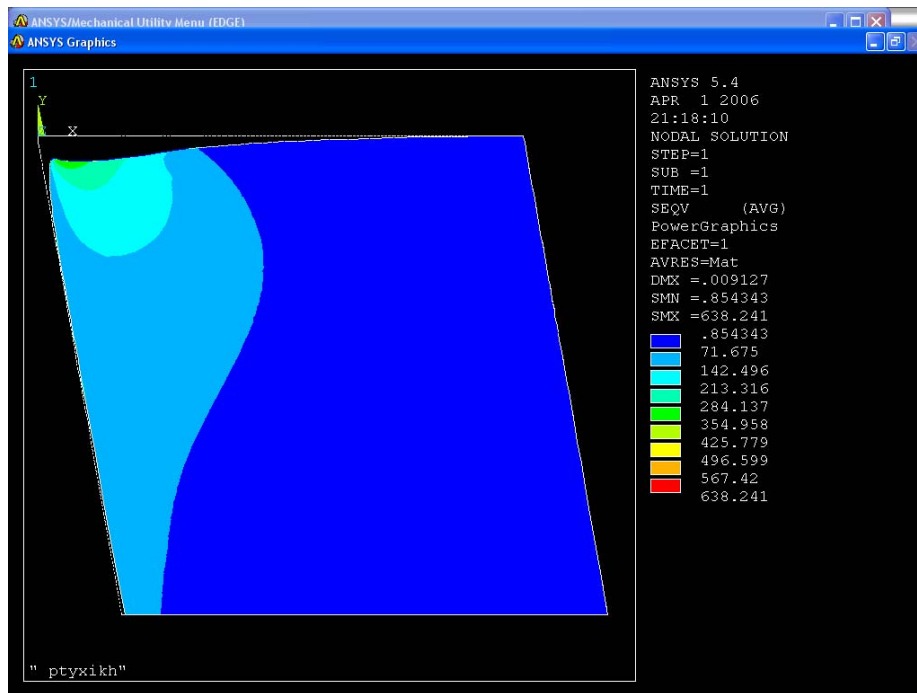 ANSYS/Mechanical Utility Menu (EDGE)
ANSYS Graphics
1
Y
X
ANSYS 5.4
APR  1 2006
21:18:10
NODAL SOLUTION
STEP=1
SUB =1
TIME=1
SEQV     (AVG)
PowerGraphics
EFACET=1
AVRES=Mat
DMX =.009127
SMN =.854343
SMX =638.241
.854343
71.675
142.496
213.316
284.137
354.958
425.779
496.599
567.42
638.241
" ptyxikh"